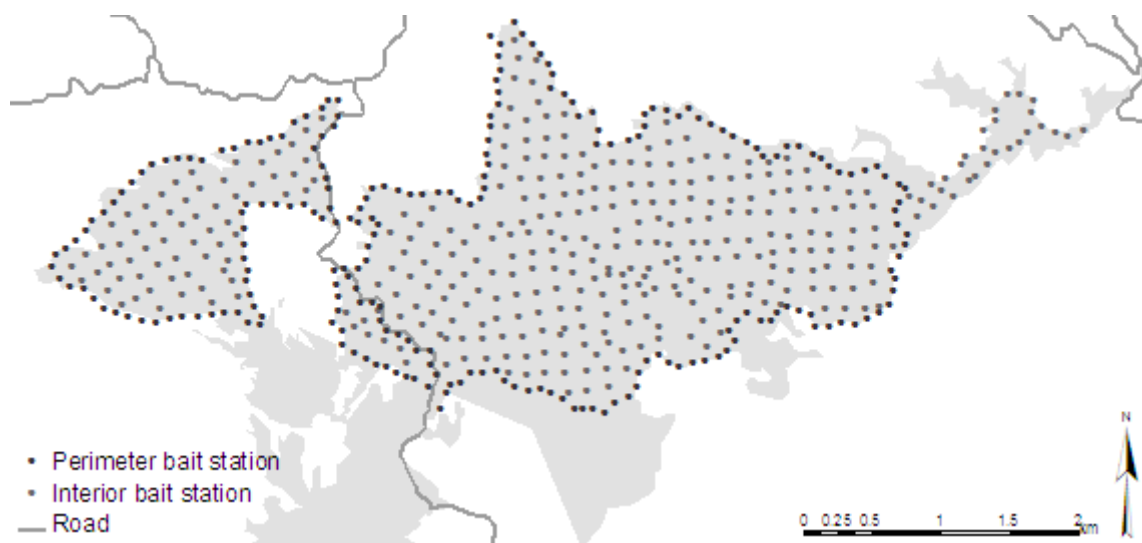 N
Perimeter bait station
Interior bait station
Road
0 0.25 0.5 1 1.5 2
km